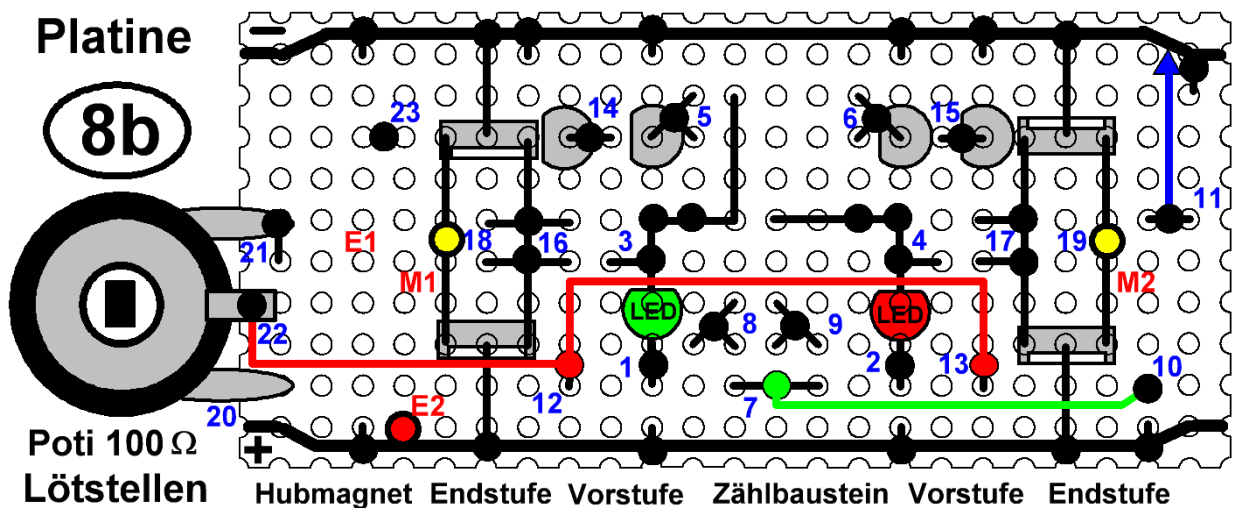 Platine
8b
−
23
14
5
6
15
11
21
E1
18
16
3
4
17
19
M1
M2
LED
LED
22
8
9
1
2
13
10
20
E2
12
7
+
Poti 100 Ω
Lötstellen
Hubmagnet Endstufe Vorstufe Zählbaustein Vorstufe Endstufe